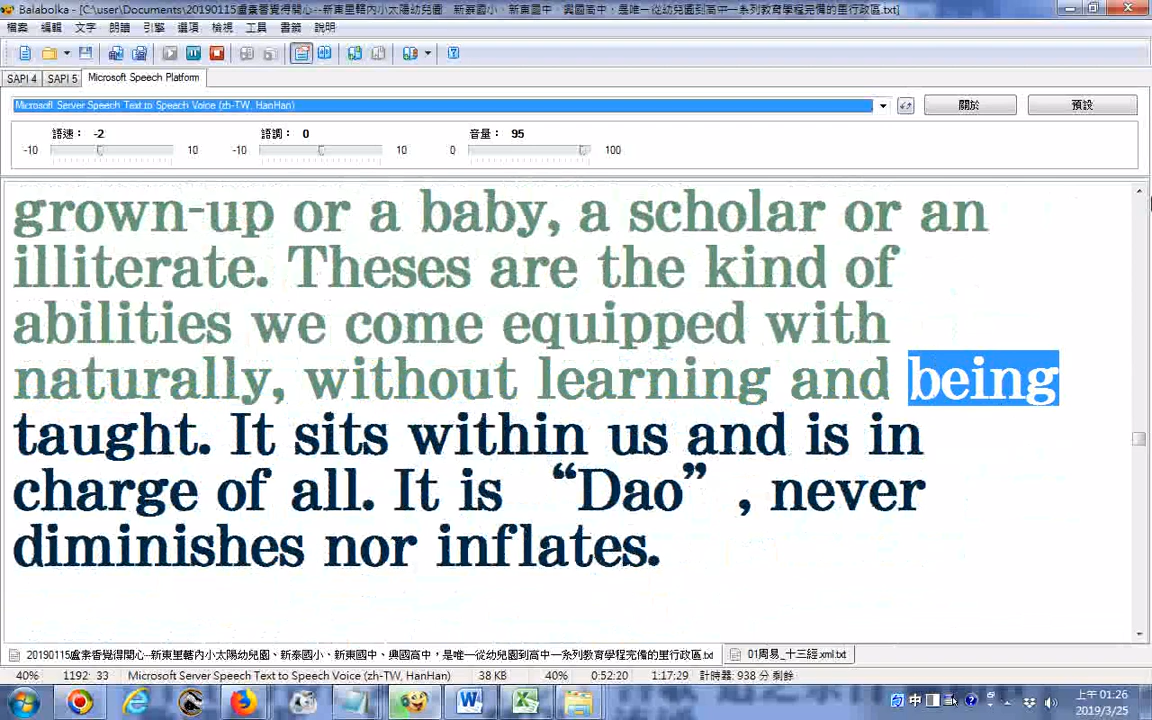 Balabolka - [C:\user\Documents\20190115盧素香覺得開心--新東里轄內小太陽幼兒園、新泰國小、新東國中、興國高中，是唯一從幼兒園到高中一系列教育學程完備的里行政區.txt]
檔案 編輯 文字 朗讀 引擎 選項 檢視 工具 書籤 說明
SAPI 4 SAPI 5 Microsoft Speech Platform
Microsoft Server Speech Text to Speech Voice (zh-TW, HanHan) 關於 預設
語速： -2 語調： 0 音量： 95
-10 10 -10 10 0 100
grown-up or a baby, a scholar or an
illiterate. Theses are the kind of
abilities we come equipped with
naturally, without learning and being
taught. It sits within us and is in
charge of all. It is “Dao”, never
diminishes nor inflates.
20190115盧素香覺得開心--新東里轄內小太陽幼兒園、新泰國小、新東國中、興國高中，是唯一從幼兒園到高中一系列教育學程完備的里行政區.txt 01周易_十三經.xml.txt
40% 1192: 33 Microsoft Server Speech Text to Speech Voice (zh-TW, HanHan) 38 KB 40% 0:52:20 1:17:29 計時器: 938 分 剩餘
中 上午 01:26
2019/3/25